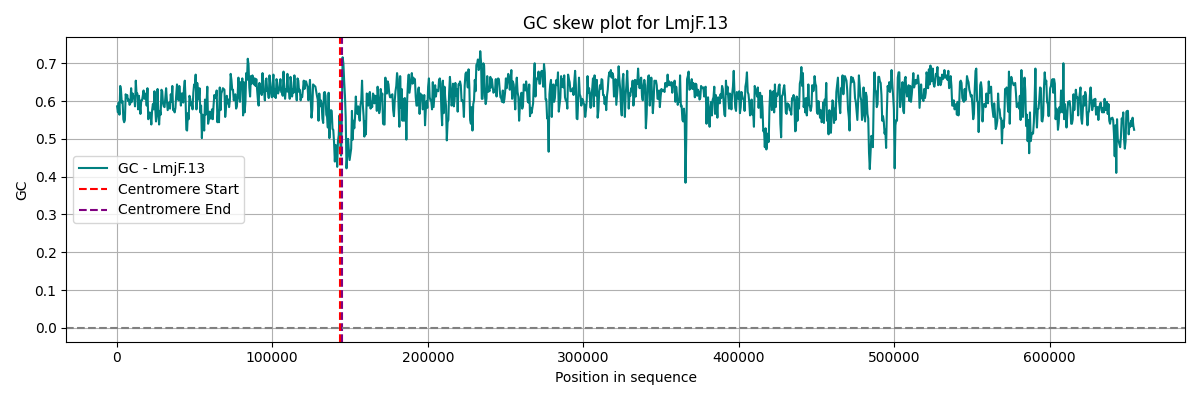 GC skew plot for LmjF.13
GC
0.7
0.6
0.5
0.4
0.3
0.2
0.1
0.0
GC - LmjF.13
Centromere Start
Centromere End
0 100000 200000 300000 400000 500000 600000
Position in sequence